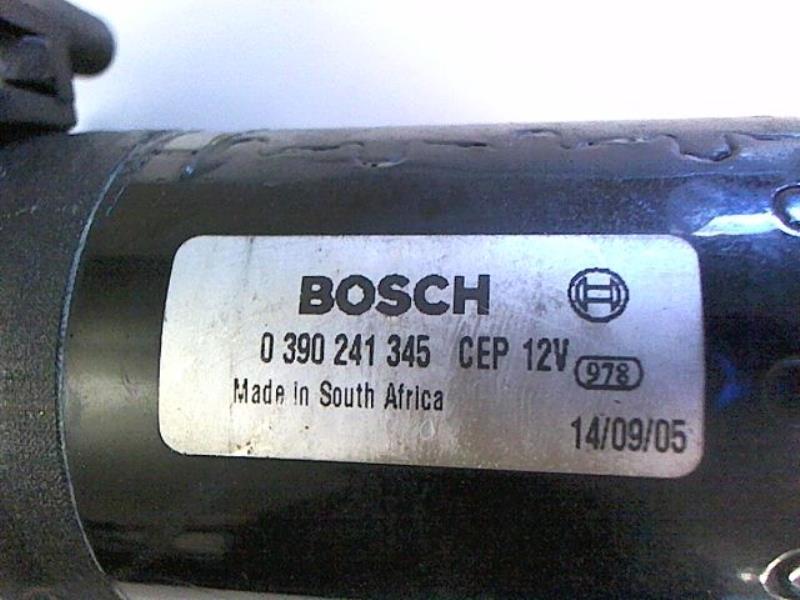 BOSCH
0 390 241 345 CEP 12V
978
Made in South Africa
14/09/05